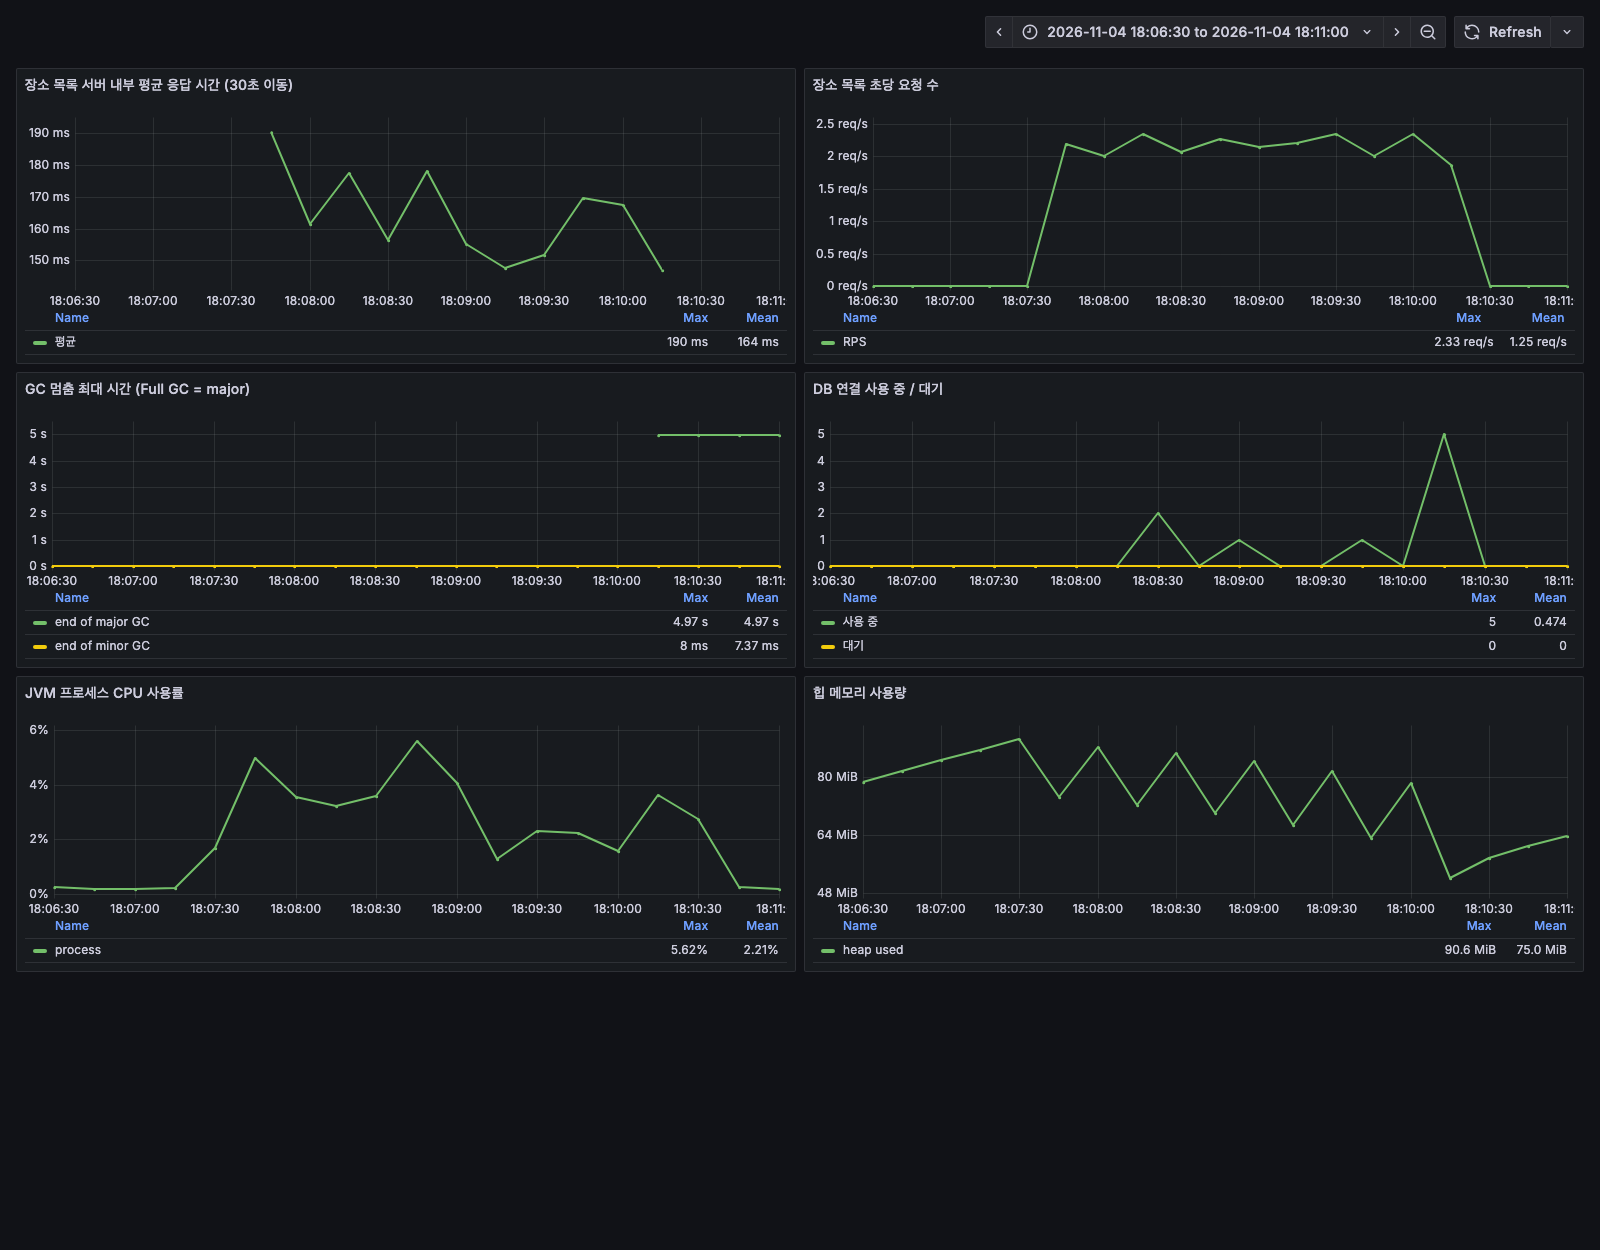 2026-11-04 18:06:30 to 2026-11-04 18:11:00 Refresh
장소 목록 서버 내부 평균 응답 시간 (30초 이동)
190 ms
180 ms
170 ms
160 ms
150 ms
18:06:30 18:07:00 18:07:30 18:08:00 18:08:30 18:09:00 18:09:30 18:10:00 18:10:30 18:11:
Name Max Mean
평균 190 ms 164 ms
장소 목록 초당 요청 수
2.5 req/s
2 req/s
1.5 req/s
1 req/s
0.5 req/s
0 req/s
18:06:30 18:07:00 18:07:30 18:08:00 18:08:30 18:09:00 18:09:30 18:10:00 18:10:30 18:11:
Name Max Mean
RPS 2.33 req/s 1.25 req/s
GC 멈춤 최대 시간 (Full GC = major)
5 s
4 s
3 s
2 s
1 s
0 s
18:06:30 18:07:00 18:07:30 18:08:00 18:08:30 18:09:00 18:09:30 18:10:00 18:10:30 18:11:
Name Max Mean
end of major GC 4.97 s 4.97 s
end of minor GC 8 ms 7.37 ms
DB 연결 사용 중 / 대기
5
4
3
2
1
0
:06:30 18:07:00 18:07:30 18:08:00 18:08:30 18:09:00 18:09:30 18:10:00 18:10:30 18:11:
Name Max Mean
사용 중 5 0.474
대기 0 0
JVM 프로세스 CPU 사용률
6%
4%
2%
0%
18:06:30 18:07:00 18:07:30 18:08:00 18:08:30 18:09:00 18:09:30 18:10:00 18:10:30 18:11:
Name Max Mean
process 5.62% 2.21%
힙 메모리 사용량
80 MiB
64 MiB
48 MiB
18:06:30 18:07:00 18:07:30 18:08:00 18:08:30 18:09:00 18:09:30 18:10:00 18:10:30 18:11:
Name Max Mean
heap used 90.6 MiB 75.0 MiB